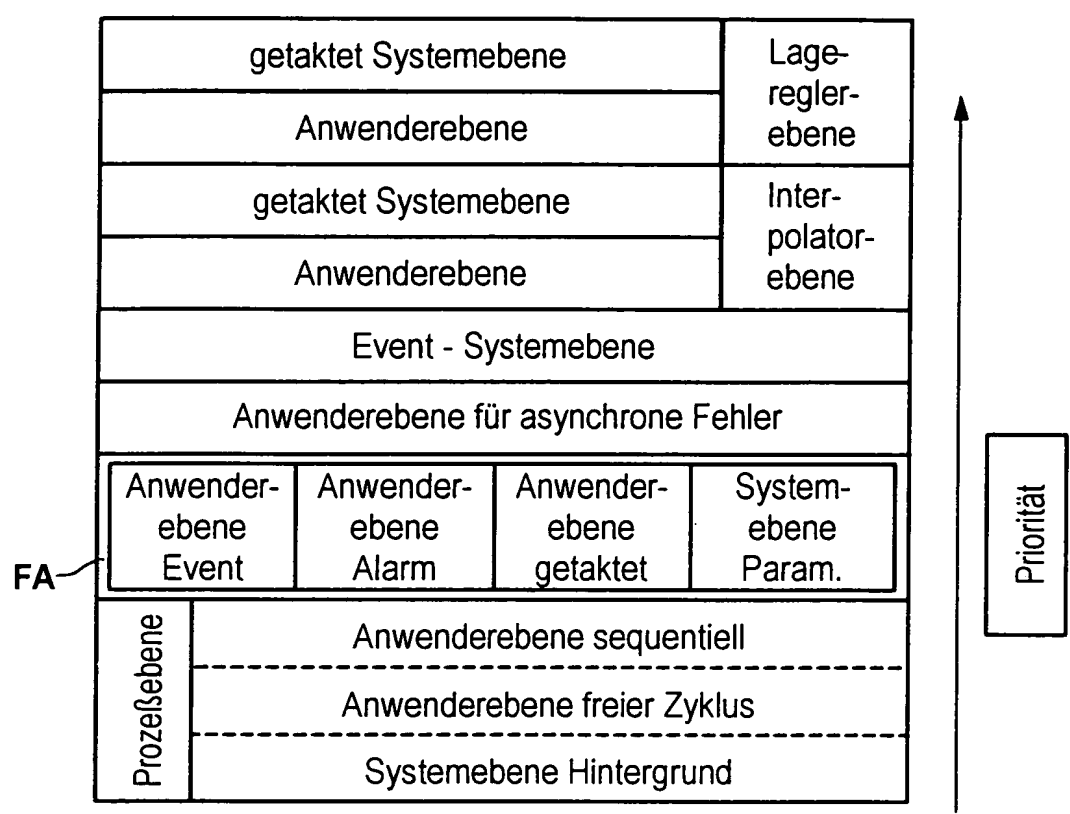 getaktet Systemebene
Anwenderebene
Lage-
regler-
ebene
getaktet Systemebene
Anwenderebene
Inter-
polator-
ebene
Event - Systemebene
Anwenderebene für asynchrone Fehler
Anwender-
ebene
Event
Anwender-
ebene
Alarm
Anwender-
ebene
getaktet
System-
ebene
Param.
FA
Prozeßebene
Anwenderebene sequentiell
Anwenderebene freier Zyklus
Systemebene Hintergrund
Priorität